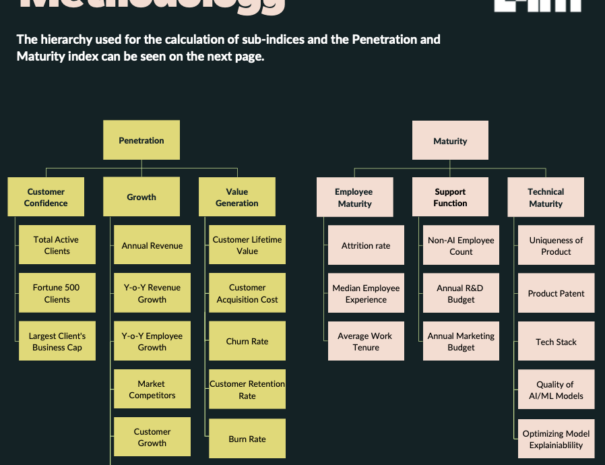 Methodology
The hierarchy used for the calculation of sub-indices and the Penetration and
Maturity index can be seen on the next page.
Penetration
Customer
Confidence
Growth
Value
Generation
Total Active
Clients
Fortune 500
Clients
Largest Client's
Business Cap
Annual Revenue
Y-o-Y Revenue
Growth
Y-o-Y Employee
Growth
Market
Competitors
Customer
Growth
Customer Lifetime
Value
Customer
Acquisition Cost
Churn Rate
Customer Retention
Rate
Burn Rate
Maturity
Employee
Maturity
Support
Function
Technical
Maturity
Attrition rate
Median Employee
Experience
Average Work
Tenure
Non-AI Employee
Count
Annual R&D
Budget
Annual Marketing
Budget
Uniqueness of
Product
Product Patent
Tech Stack
Quality of
AI/ML Models
Optimizing Model
Explainiablility